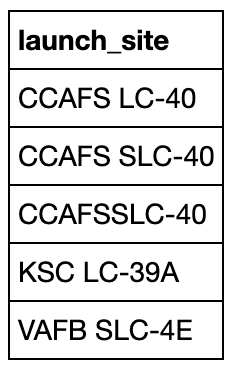 launch_site
CCAFS LC-40
CCAFS SLC-40
CCAFSSLC-40
KSC LC-39A
VAFB SLC-4E